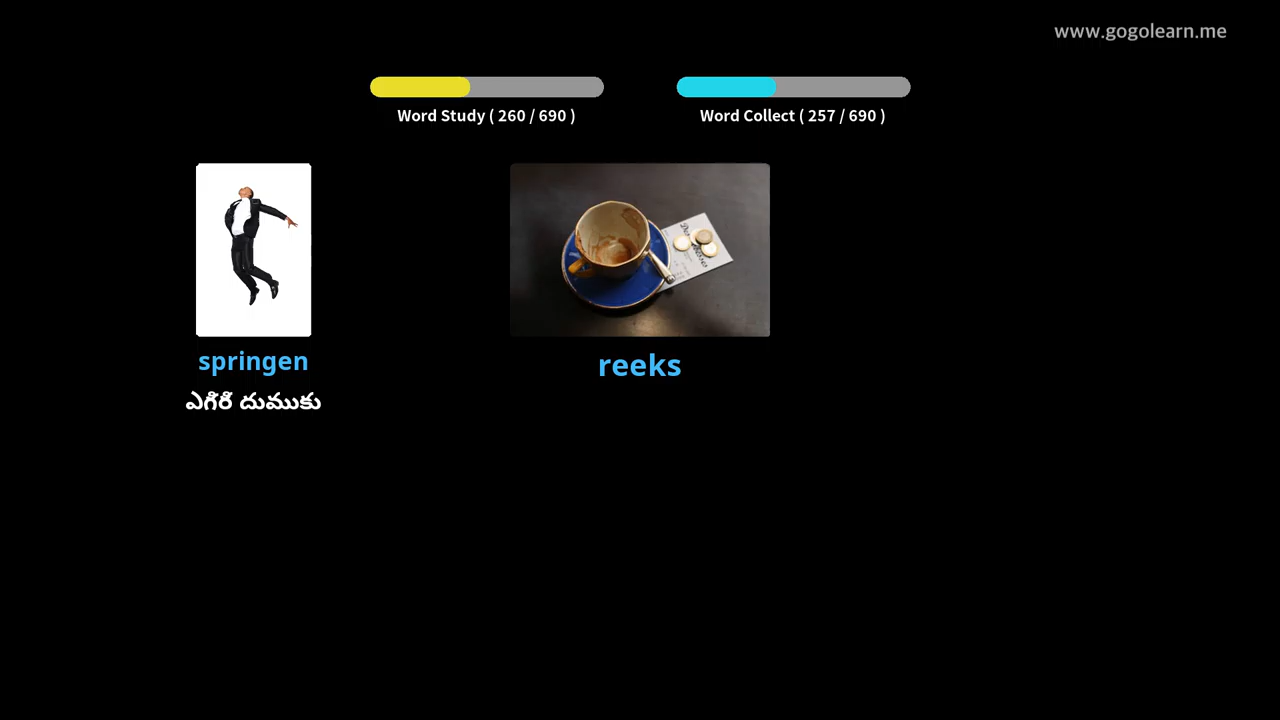 www.gogolearn.me
Word Study ( 260 / 690 )
Word Collect ( 257 / 690 )
springen
ఎగిరి దుముకు
reeks